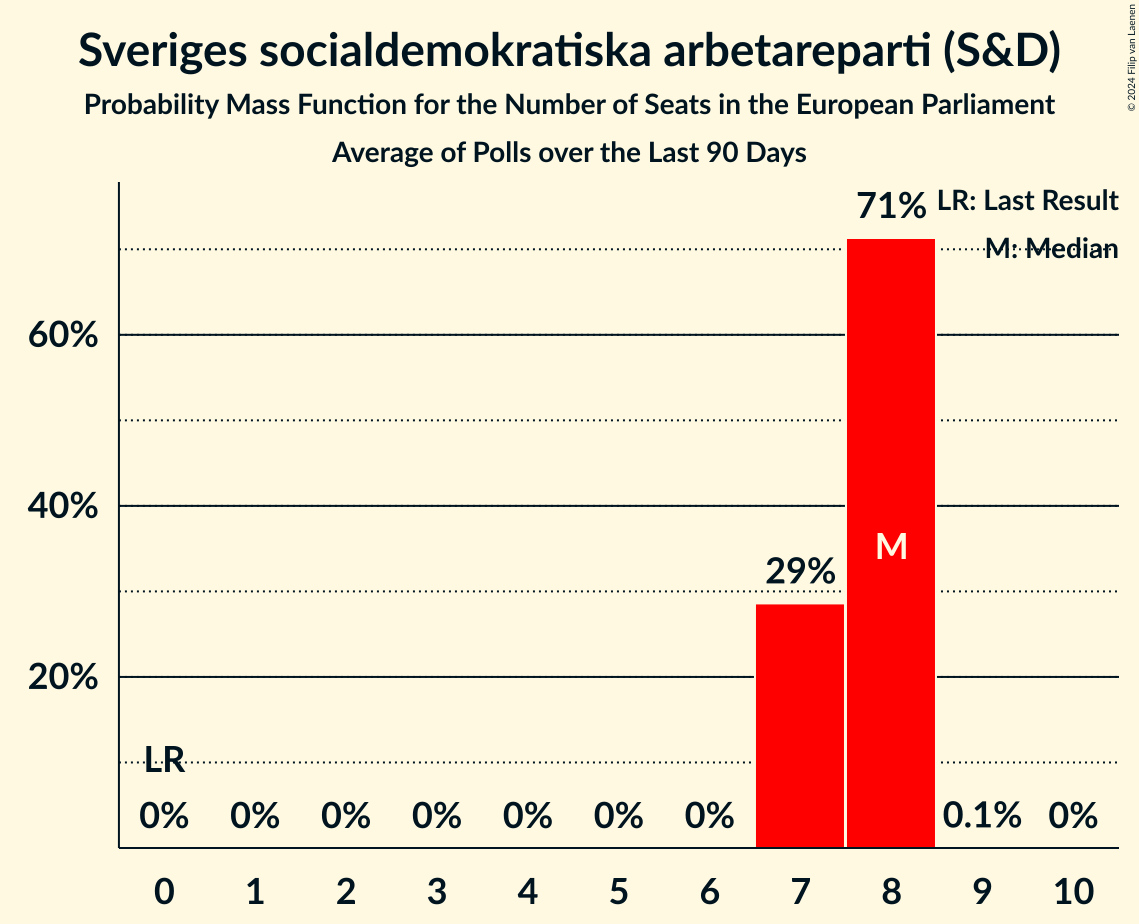 Sveriges socialdemokratiska arbetareparti (S&D)
Probability Mass Function for the Number of Seats in the European Parliament
Average of Polls over the Last 90 Days
© 2024 Filip van Laenen
LR: Last Result
M: Median
71%
60%
40%
M
29%
20%
LR
0% 0% 0% 0% 0% 0% 0% 0.1% 0%
0 1 2 3 4 5 6 7 8 9 10